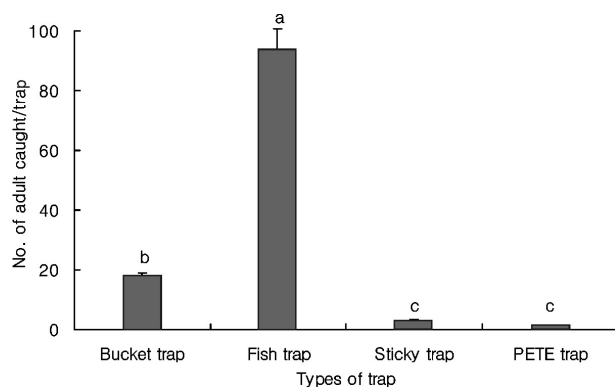 No. of adult caught/trap
100
80
60
40
20
0
b
a
c
c
Bucket trap
Fish trap
Sticky trap
PETE trap
Types of trap